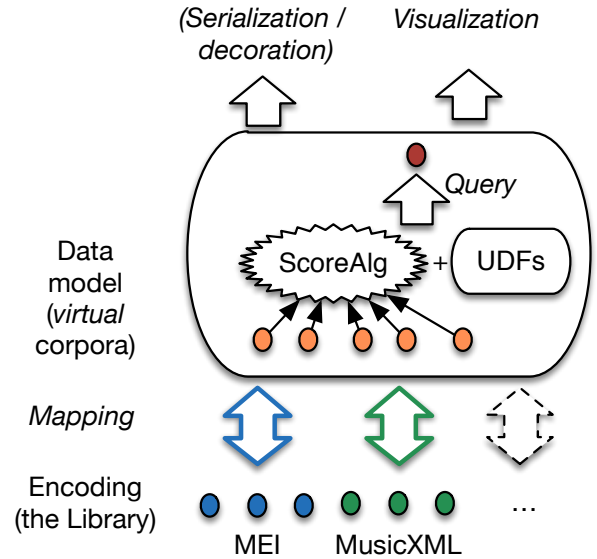 (Serialization /
decoration)
Visualization
Query
ScoreAlg
+
UDFs
Data
model
(virtual
corpora)
Mapping
Encoding
(the Library)
...
MEI
MusicXML